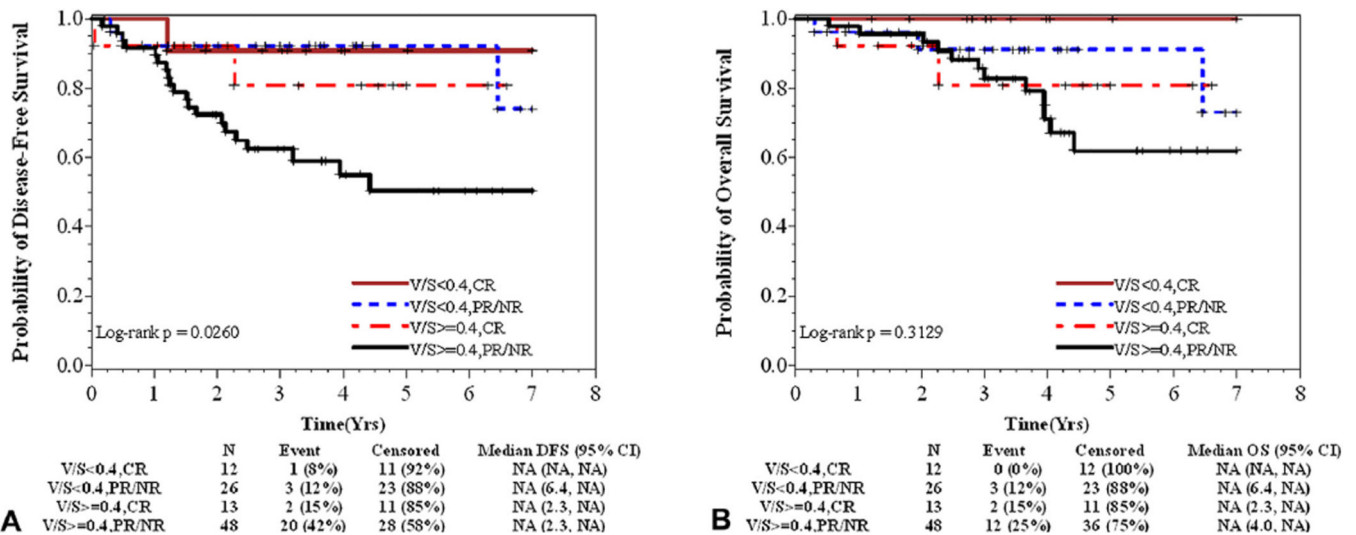 Probability of Disease-Free Survival
1.0
0.8
0.6
0.4
0.2
0.0
V/S<0.4,CR
V/S<0.4,PR/NR
V/S>=0.4,CR
V/S>=0.4,PR/NR
Log-rank p = 0.0260
0 1 2 3 4 5 6 7 8
Time(Yrs)
N Event Censored Median DFS (95% CI)
V/S<0.4,CR 12 1 (8%) 11 (92%) NA (NA, NA)
V/S<0.4,PR/NR 26 3 (12%) 23 (88%) NA (6.4, NA)
V/S>=0.4,CR 13 2 (15%) 11 (85%) NA (2.3, NA)
V/S>=0.4,PR/NR 48 20 (42%) 28 (58%) NA (2.3, NA)
A
Probability of Overall Survival
1.0
0.8
0.6
0.4
0.2
0.0
V/S<0.4,CR
V/S<0.4,PR/NR
V/S>=0.4,CR
V/S>=0.4,PR/NR
Log-rank p = 0.3129
0 1 2 3 4 5 6 7 8
Time(Yrs)
N Event Censored Median OS (95% CI)
V/S<0.4,CR 12 0 (0%) 12 (100%) NA (NA, NA)
V/S<0.4,PR/NR 26 3 (12%) 23 (88%) NA (6.4, NA)
V/S>=0.4,CR 13 2 (15%) 11 (85%) NA (2.3, NA)
V/S>=0.4,PR/NR 48 12 (25%) 36 (75%) NA (4.0, NA)
B